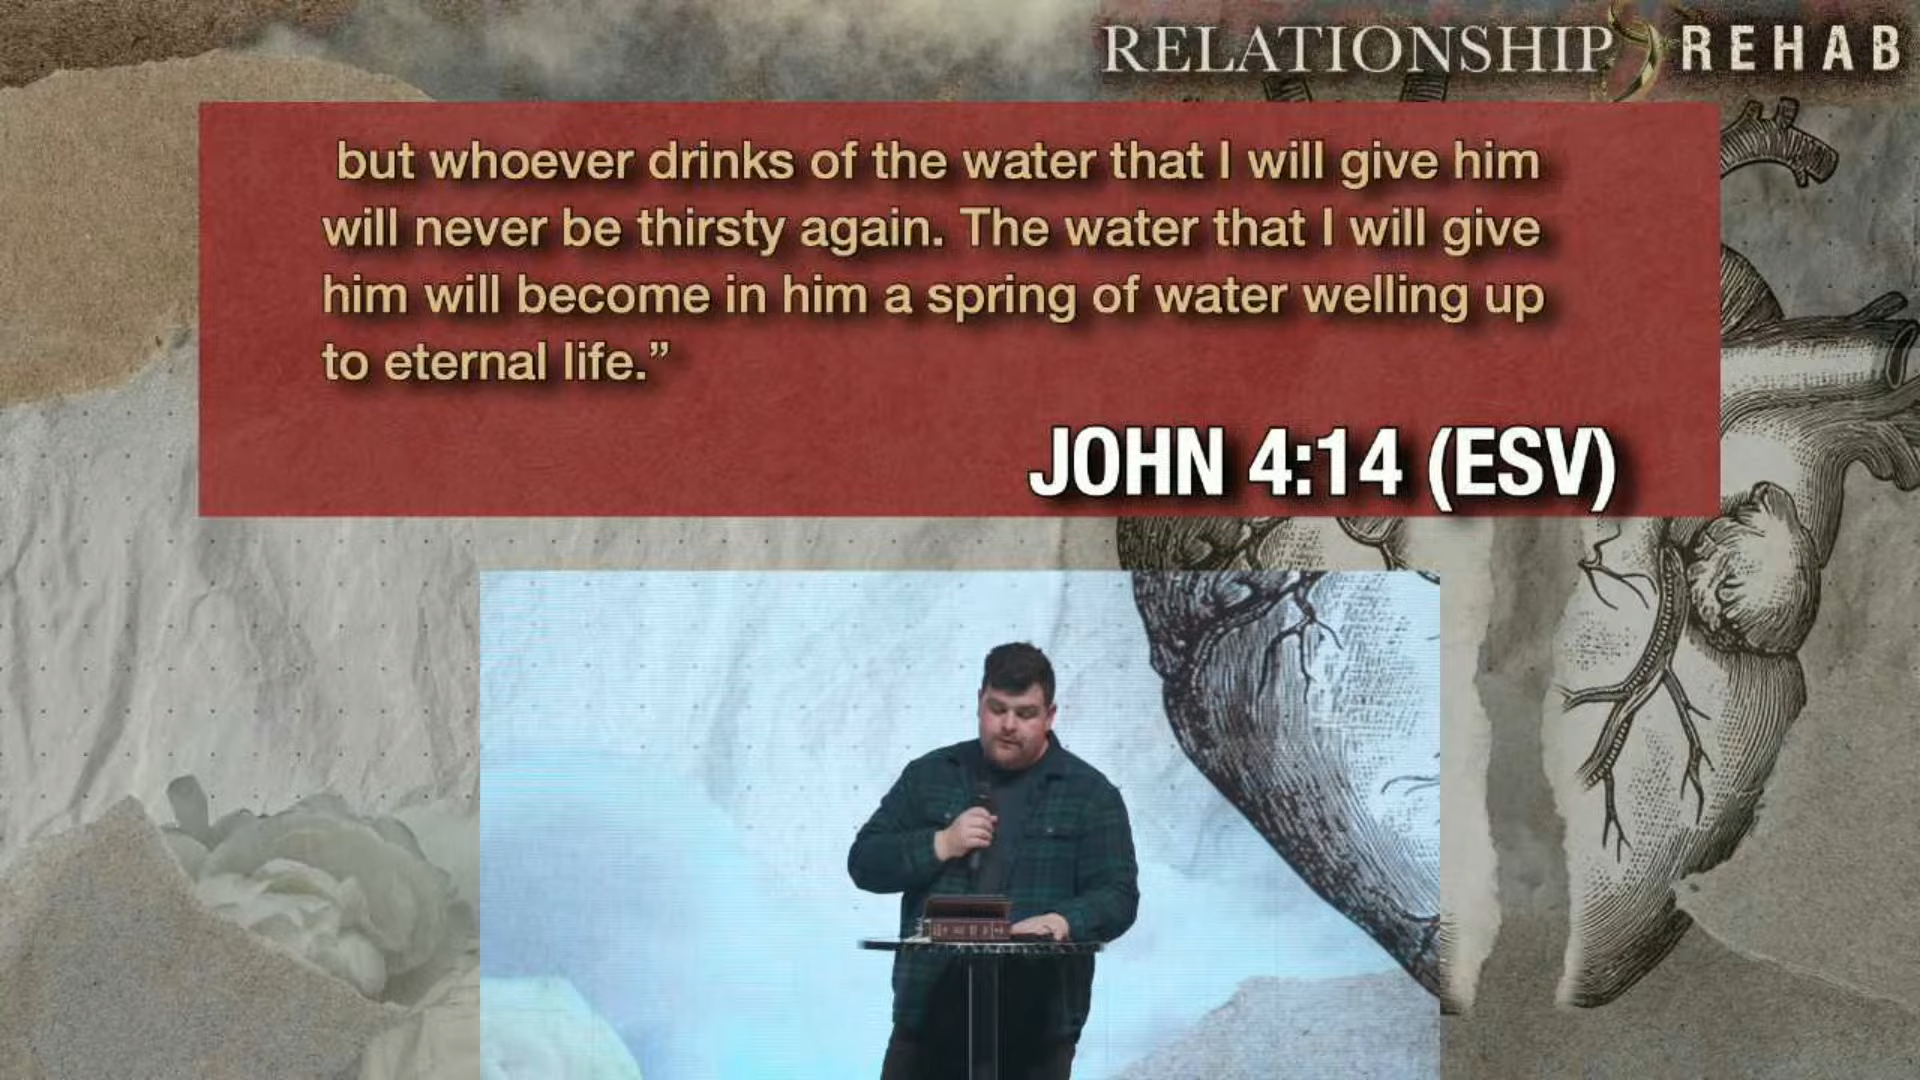 RELATIONSHIP REHAB
but whoever drinks of the water that I will give him
will never be thirsty again. The water that I will give
him will become in him a spring of water welling up
to eternal life.”
JOHN 4:14 (ESV)